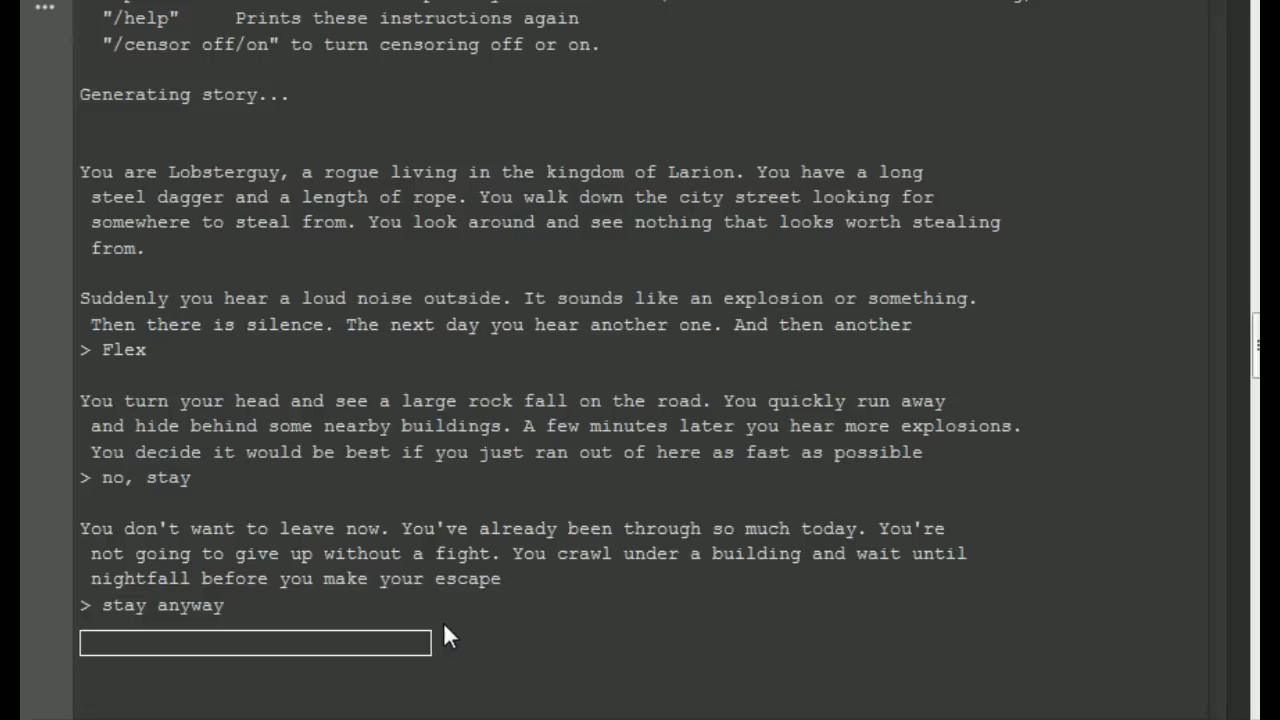 "/help"     Prints these instructions again
"/censor off/on" to turn censoring off or on.
Generating story...
You are Lobsterguy, a rogue living in the kingdom of Larion. You have a long
steel dagger and a length of rope. You walk down the city street looking for
somewhere to steal from. You look around and see nothing that looks worth stealing
from.
Suddenly you hear a loud noise outside. It sounds like an explosion or something.
Then there is silence. The next day you hear another one. And then another
> Flex
You turn your head and see a large rock fall on the road. You quickly run away
and hide behind some nearby buildings. A few minutes later you hear more explosions.
You decide it would be best if you just ran out of here as fast as possible
> no, stay
You don't want to leave now. You've already been through so much today. You're
not going to give up without a fight. You crawl under a building and wait until
nightfall before you make your escape
> stay anyway